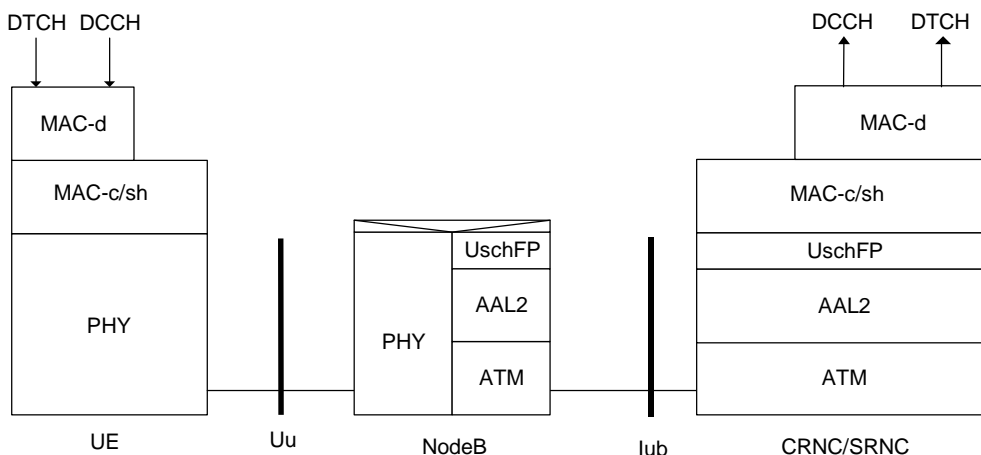 DTCH DCCH
DCCH DTCH
MAC-d
MAC-d
MAC-c/sh
MAC-c/sh
UschFP
UschFP
PHY
AAL2
AAL2
PHY
ATM
ATM
UE
Uu
NodeB
Iub
CRNC/SRNC